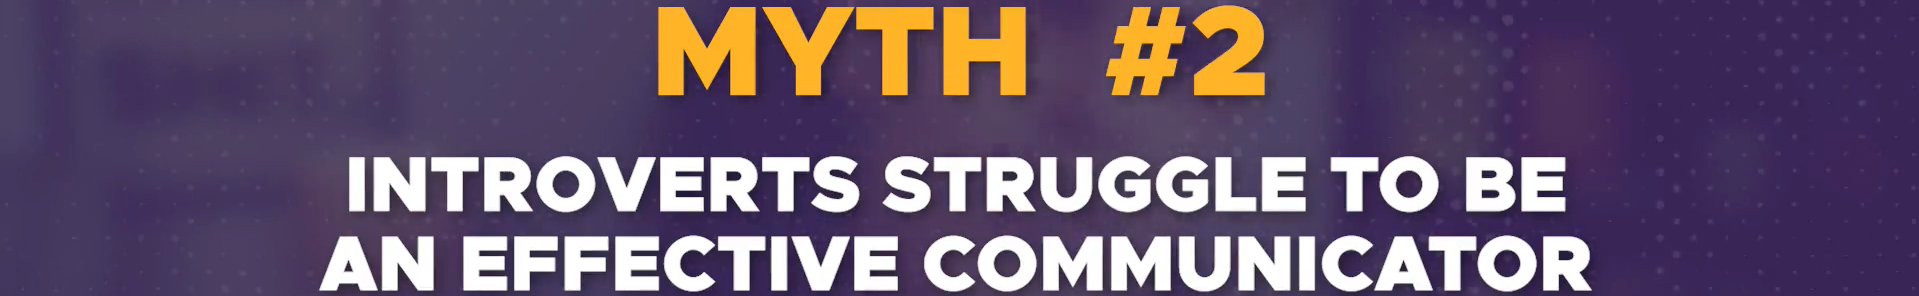 MYTH #2
INTROVERTS STRUGGLE TO BE
AN EFFECTIVE COMMUNICATOR